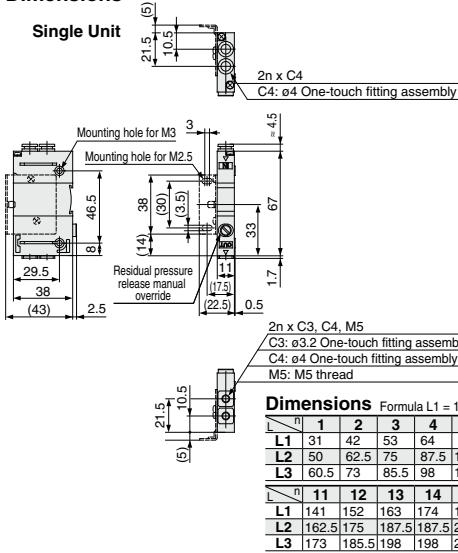 Dimensions
Single Unit
(5)
21.5
10.5
2n x C4
C4: ø4 One-touch fitting assembly
Mounting hole for M3
3
≈ 4.5
Mounting hole for M2.5
IN
46.5
8
38
(30)
(3.5)
(14)
33
67
OUT
29.5
38
(43)
2.5
Residual pressure
release manual
override
11
(17.5)
(22.5)
0.5
1.7
2n x C3, C4, M5
C3: ø3.2 One-touch fitting assemb
C4: ø4 One-touch fitting assembly
M5: M5 thread
21.5
10.5
(5)
Dimensions Formula L1 = 1
L n 1 2 3 4
L1 31 42 53 64
L2 50 62.5 75 87.5 1
L3 60.5 73 85.5 98 1
L n 11 12 13 14
L1 141 152 163 174 1
L2 162.5 175 187.5 187.5 2
L3 173 185.5 198 198 2